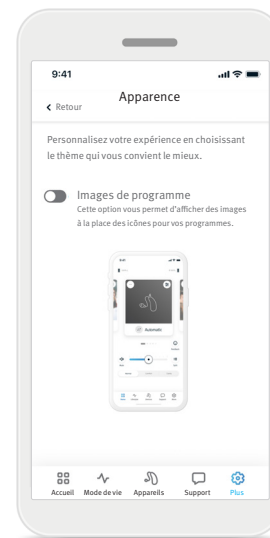 9:41
Apparence
Retour
Personnalisez votre expérience en choisissant
le thème qui vous convient le mieux.
Images de programme
Cette option vous permet d'afficher des images
à la place des icônes pour vos programmes.
9:41
Automatic
Accueil Mode de vie Appareils Support Plus